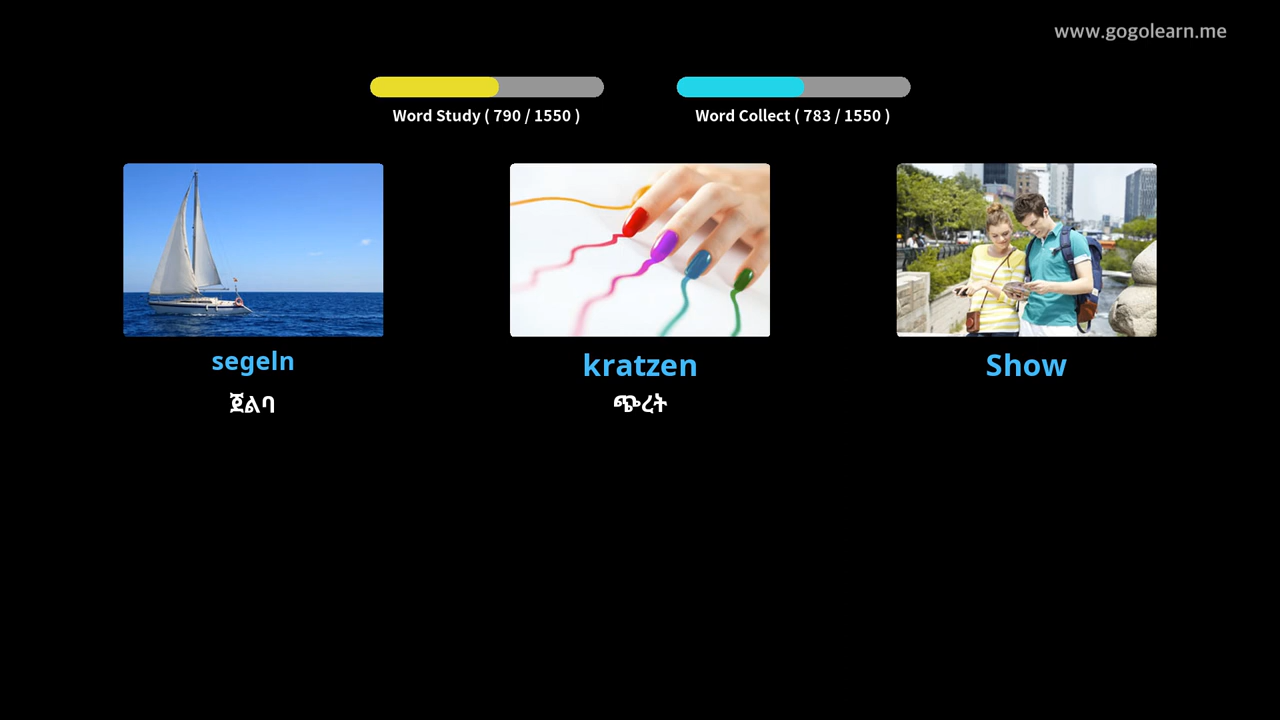 www.gogolearn.me
Word Study ( 790 / 1550 )
Word Collect ( 783 / 1550 )
segeln
kratzen
Show
ጀልባ
ጭረት